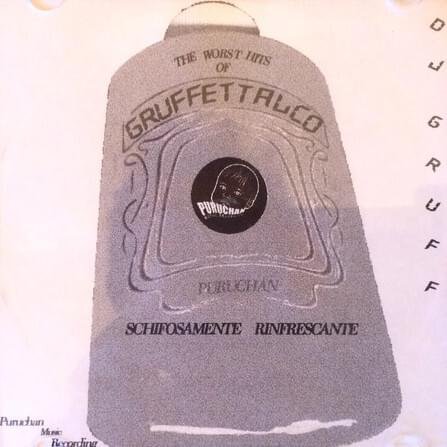 THE WORST HITS
OF
GRUFFETTALCO
PURUCHAN
PURUCHAN
SCHIFOSAMENTE RINFRESCANTE
DJ GRUFF
Puruchan
Music
Recording